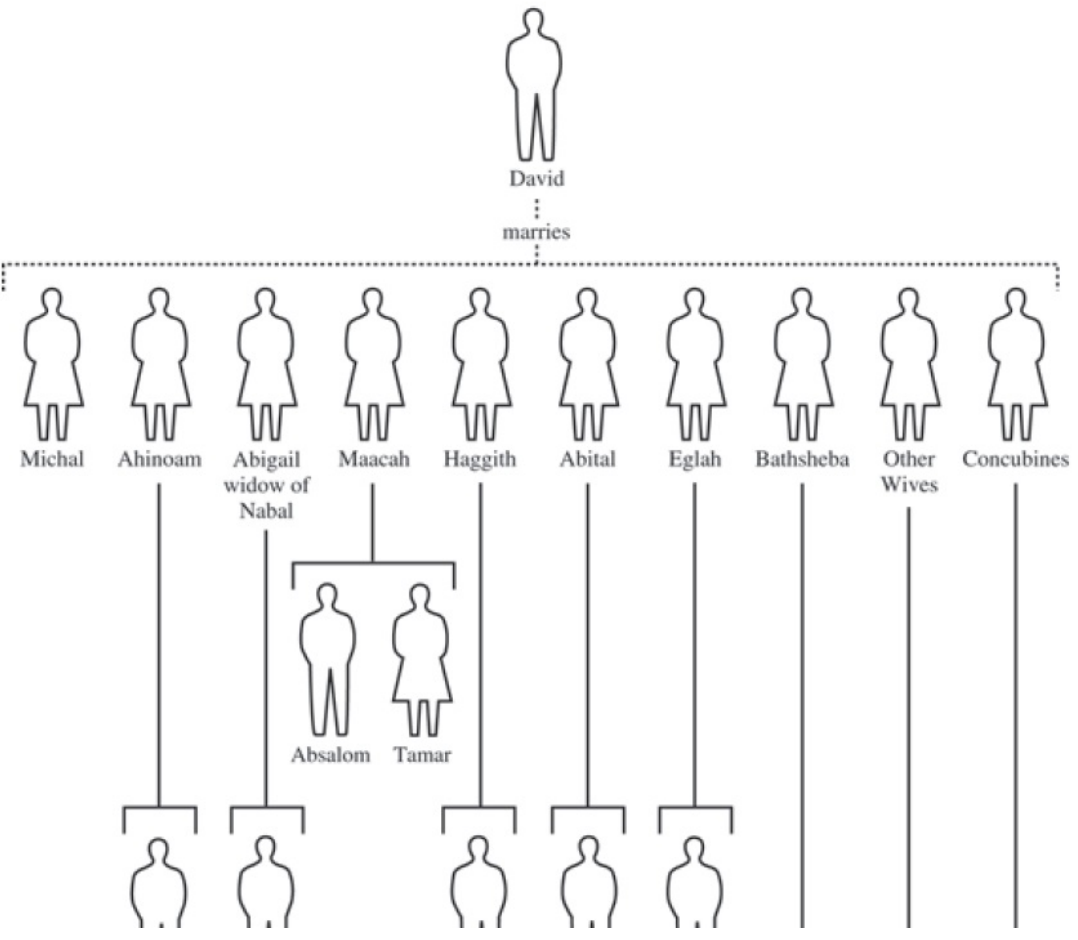 David
marries
Michal
Ahinoam
Abigail
widow of
Nabal
Maacah
Haggith
Abital
Eglah
Bathsheba
Other
Wives
Concubines
Absalom
Tamar